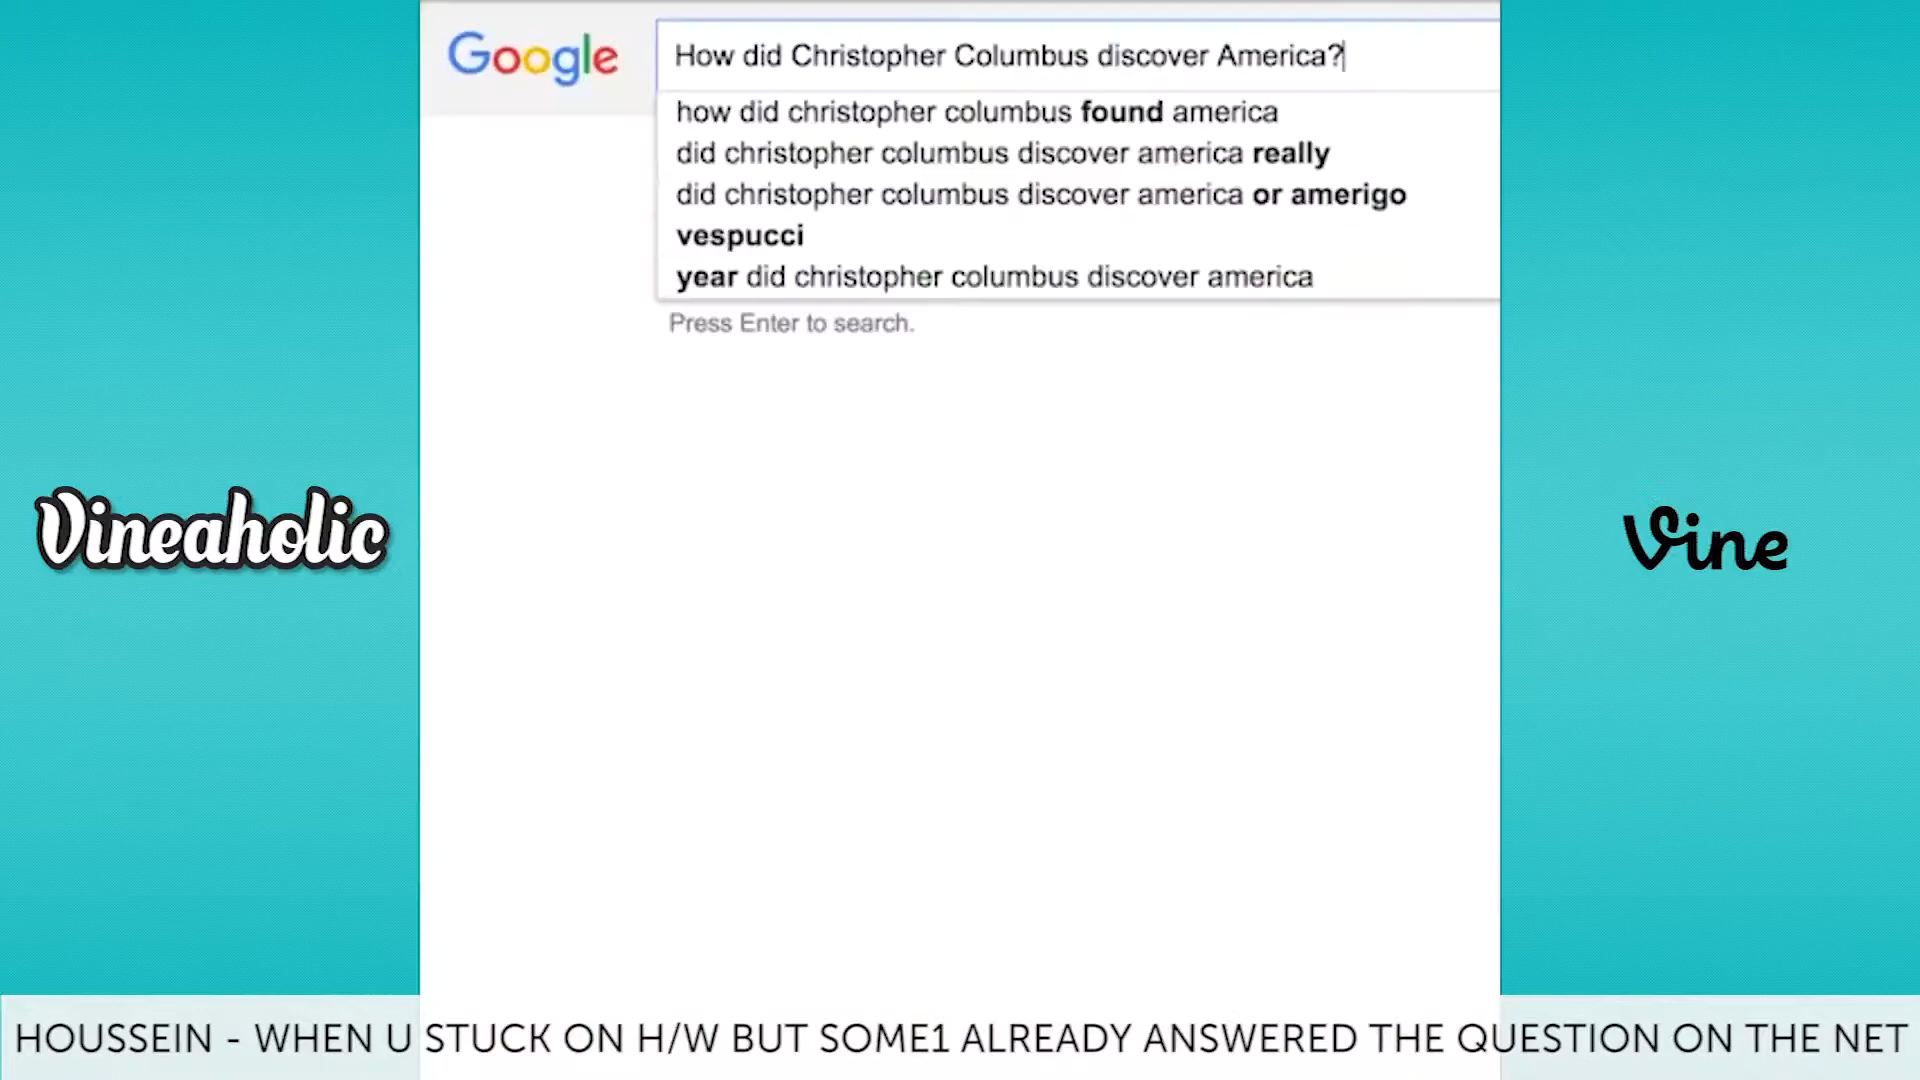 Google
How did Christopher Columbus discover America?
how did christopher columbus found america
did christopher columbus discover america really
did christopher columbus discover america or amerigo
vespucci
year did christopher columbus discover america
Press Enter to search.
Vineaholic
Vine
HOUSSEIN - WHEN U STUCK ON H/W BUT SOME1 ALREADY ANSWERED THE QUESTION ON THE NET